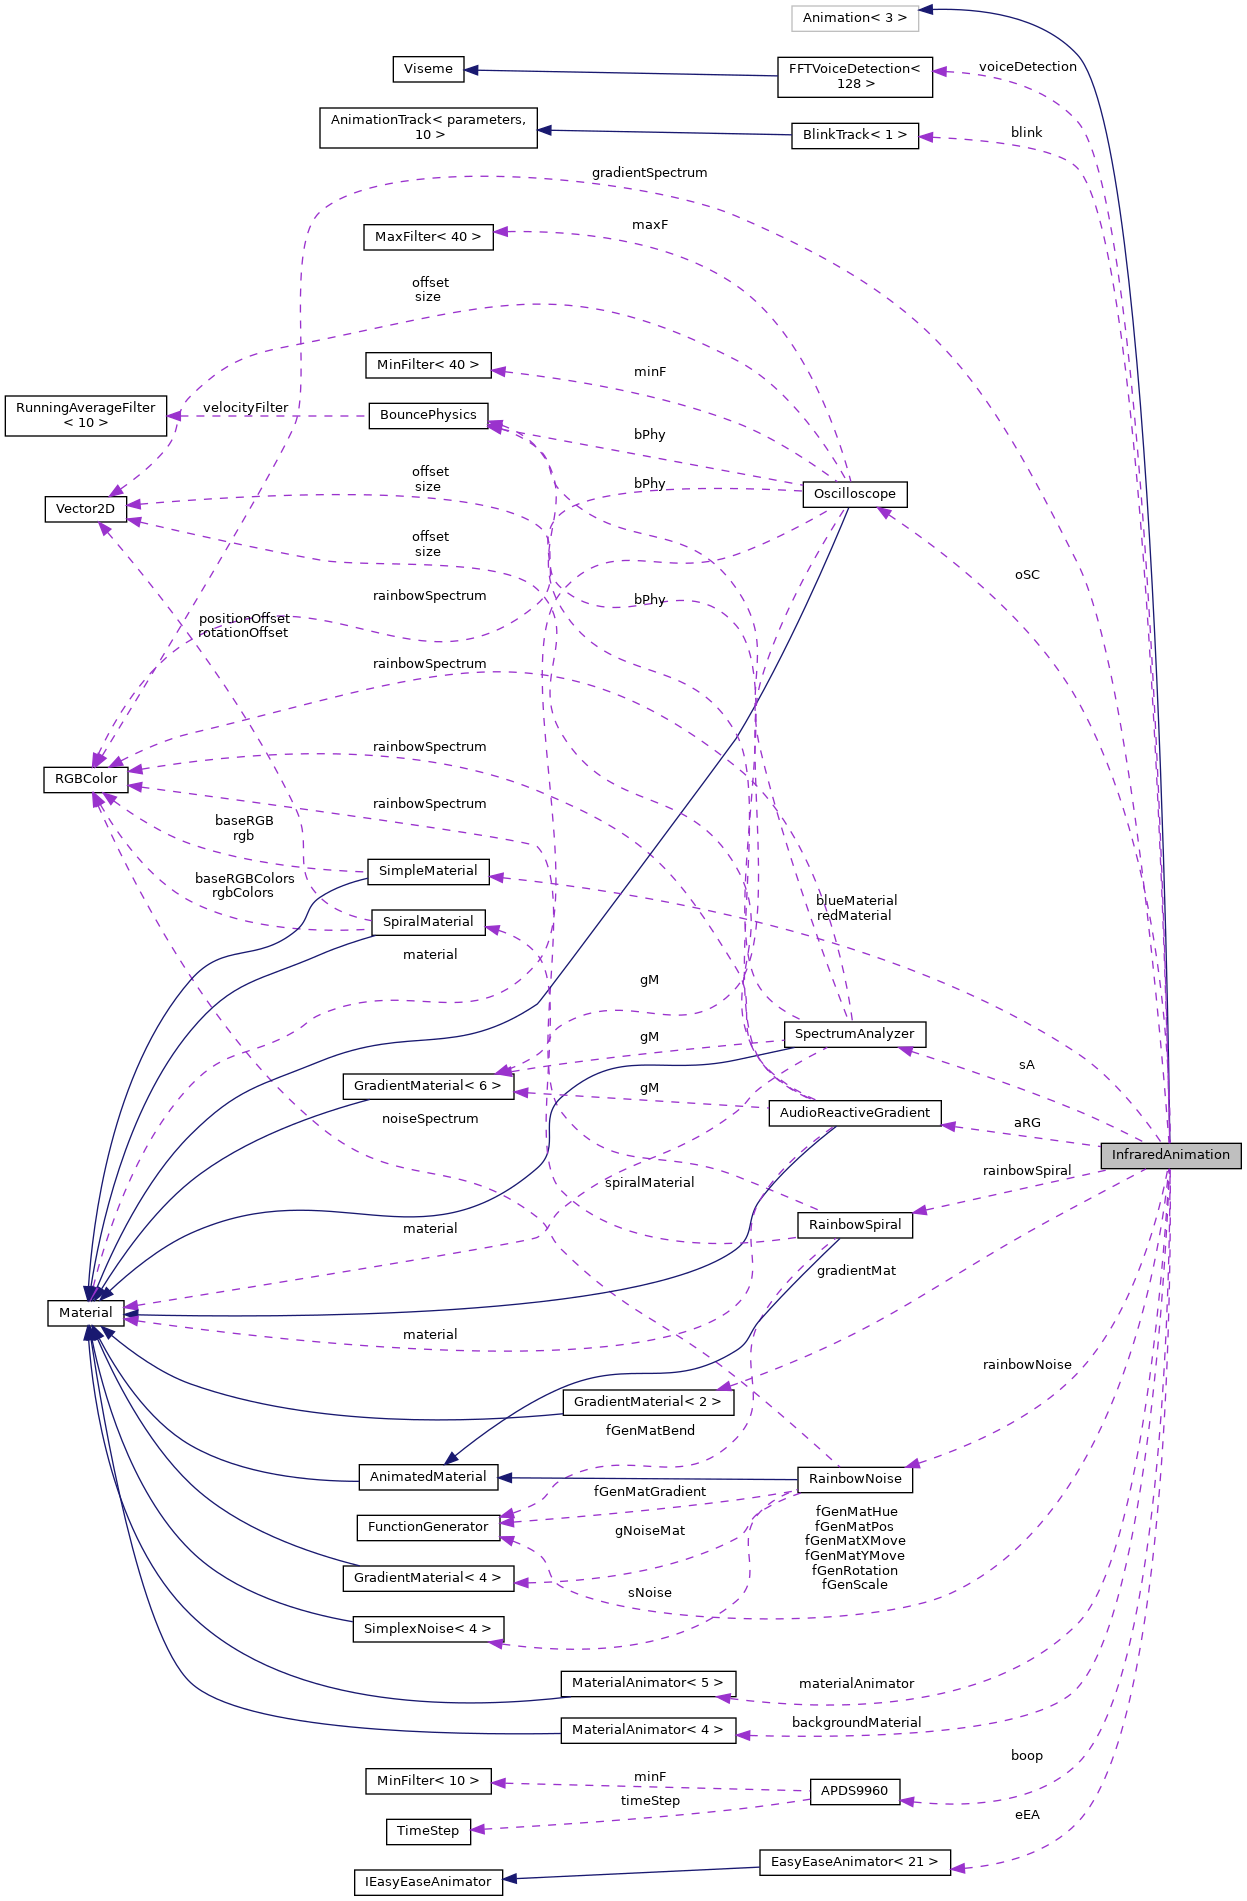 Animation< 3 >
Viseme
FFTVoiceDetection<
128 >
voiceDetection
AnimationTrack< parameters,
10 >
BlinkTrack< 1 >
blink
gradientSpectrum
MaxFilter< 40 >
maxF
offset
size
MinFilter< 40 >
minF
RunningAverageFilter
< 10 >
velocityFilter
BouncePhysics
bPhy
offset
size
bPhy
Oscilloscope
Vector2D
offset
size
oSC
rainbowSpectrum
bPhy
positionOffset
rotationOffset
rainbowSpectrum
rainbowSpectrum
RGBColor
rainbowSpectrum
baseRGB
rgb
SimpleMaterial
baseRGBColors
rgbColors
SpiralMaterial
blueMaterial
redMaterial
material
gM
SpectrumAnalyzer
gM
sA
GradientMaterial< 6 >
gM
noiseSpectrum
AudioReactiveGradient
aRG
InfraredAnimation
rainbowSpiral
spiralMaterial
material
RainbowSpiral
gradientMat
Material
material
rainbowNoise
GradientMaterial< 2 >
fGenMatBend
AnimatedMaterial
RainbowNoise
fGenMatGradient
FunctionGenerator
gNoiseMat
fGenMatHue
fGenMatPos
fGenMatXMove
fGenMatYMove
fGenRotation
fGenScale
GradientMaterial< 4 >
sNoise
SimplexNoise< 4 >
MaterialAnimator< 5 >
materialAnimator
MaterialAnimator< 4 >
backgroundMaterial
boop
MinFilter< 10 >
minF
APDS9960
timeStep
TimeStep
eEA
EasyEaseAnimator< 21 >
IEasyEaseAnimator